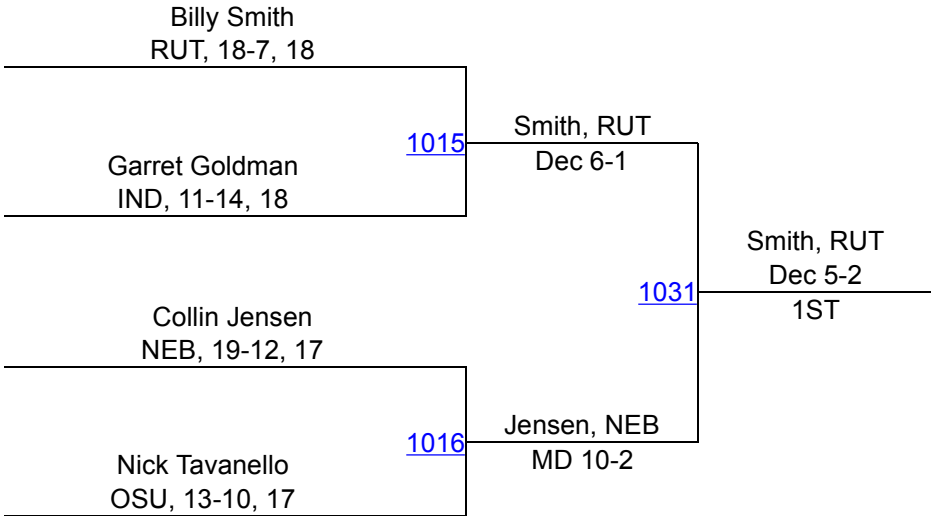 Billy Smith
RUT, 18-7, 18
1015
Smith, RUT
Dec 6-1
Garret Goldman
IND, 11-14, 18
Smith, RUT
Dec 5-2
1031
1ST
Collin Jensen
NEB, 19-12, 17
1016
Jensen, NEB
MD 10-2
Nick Tavanello
OSU, 13-10, 17